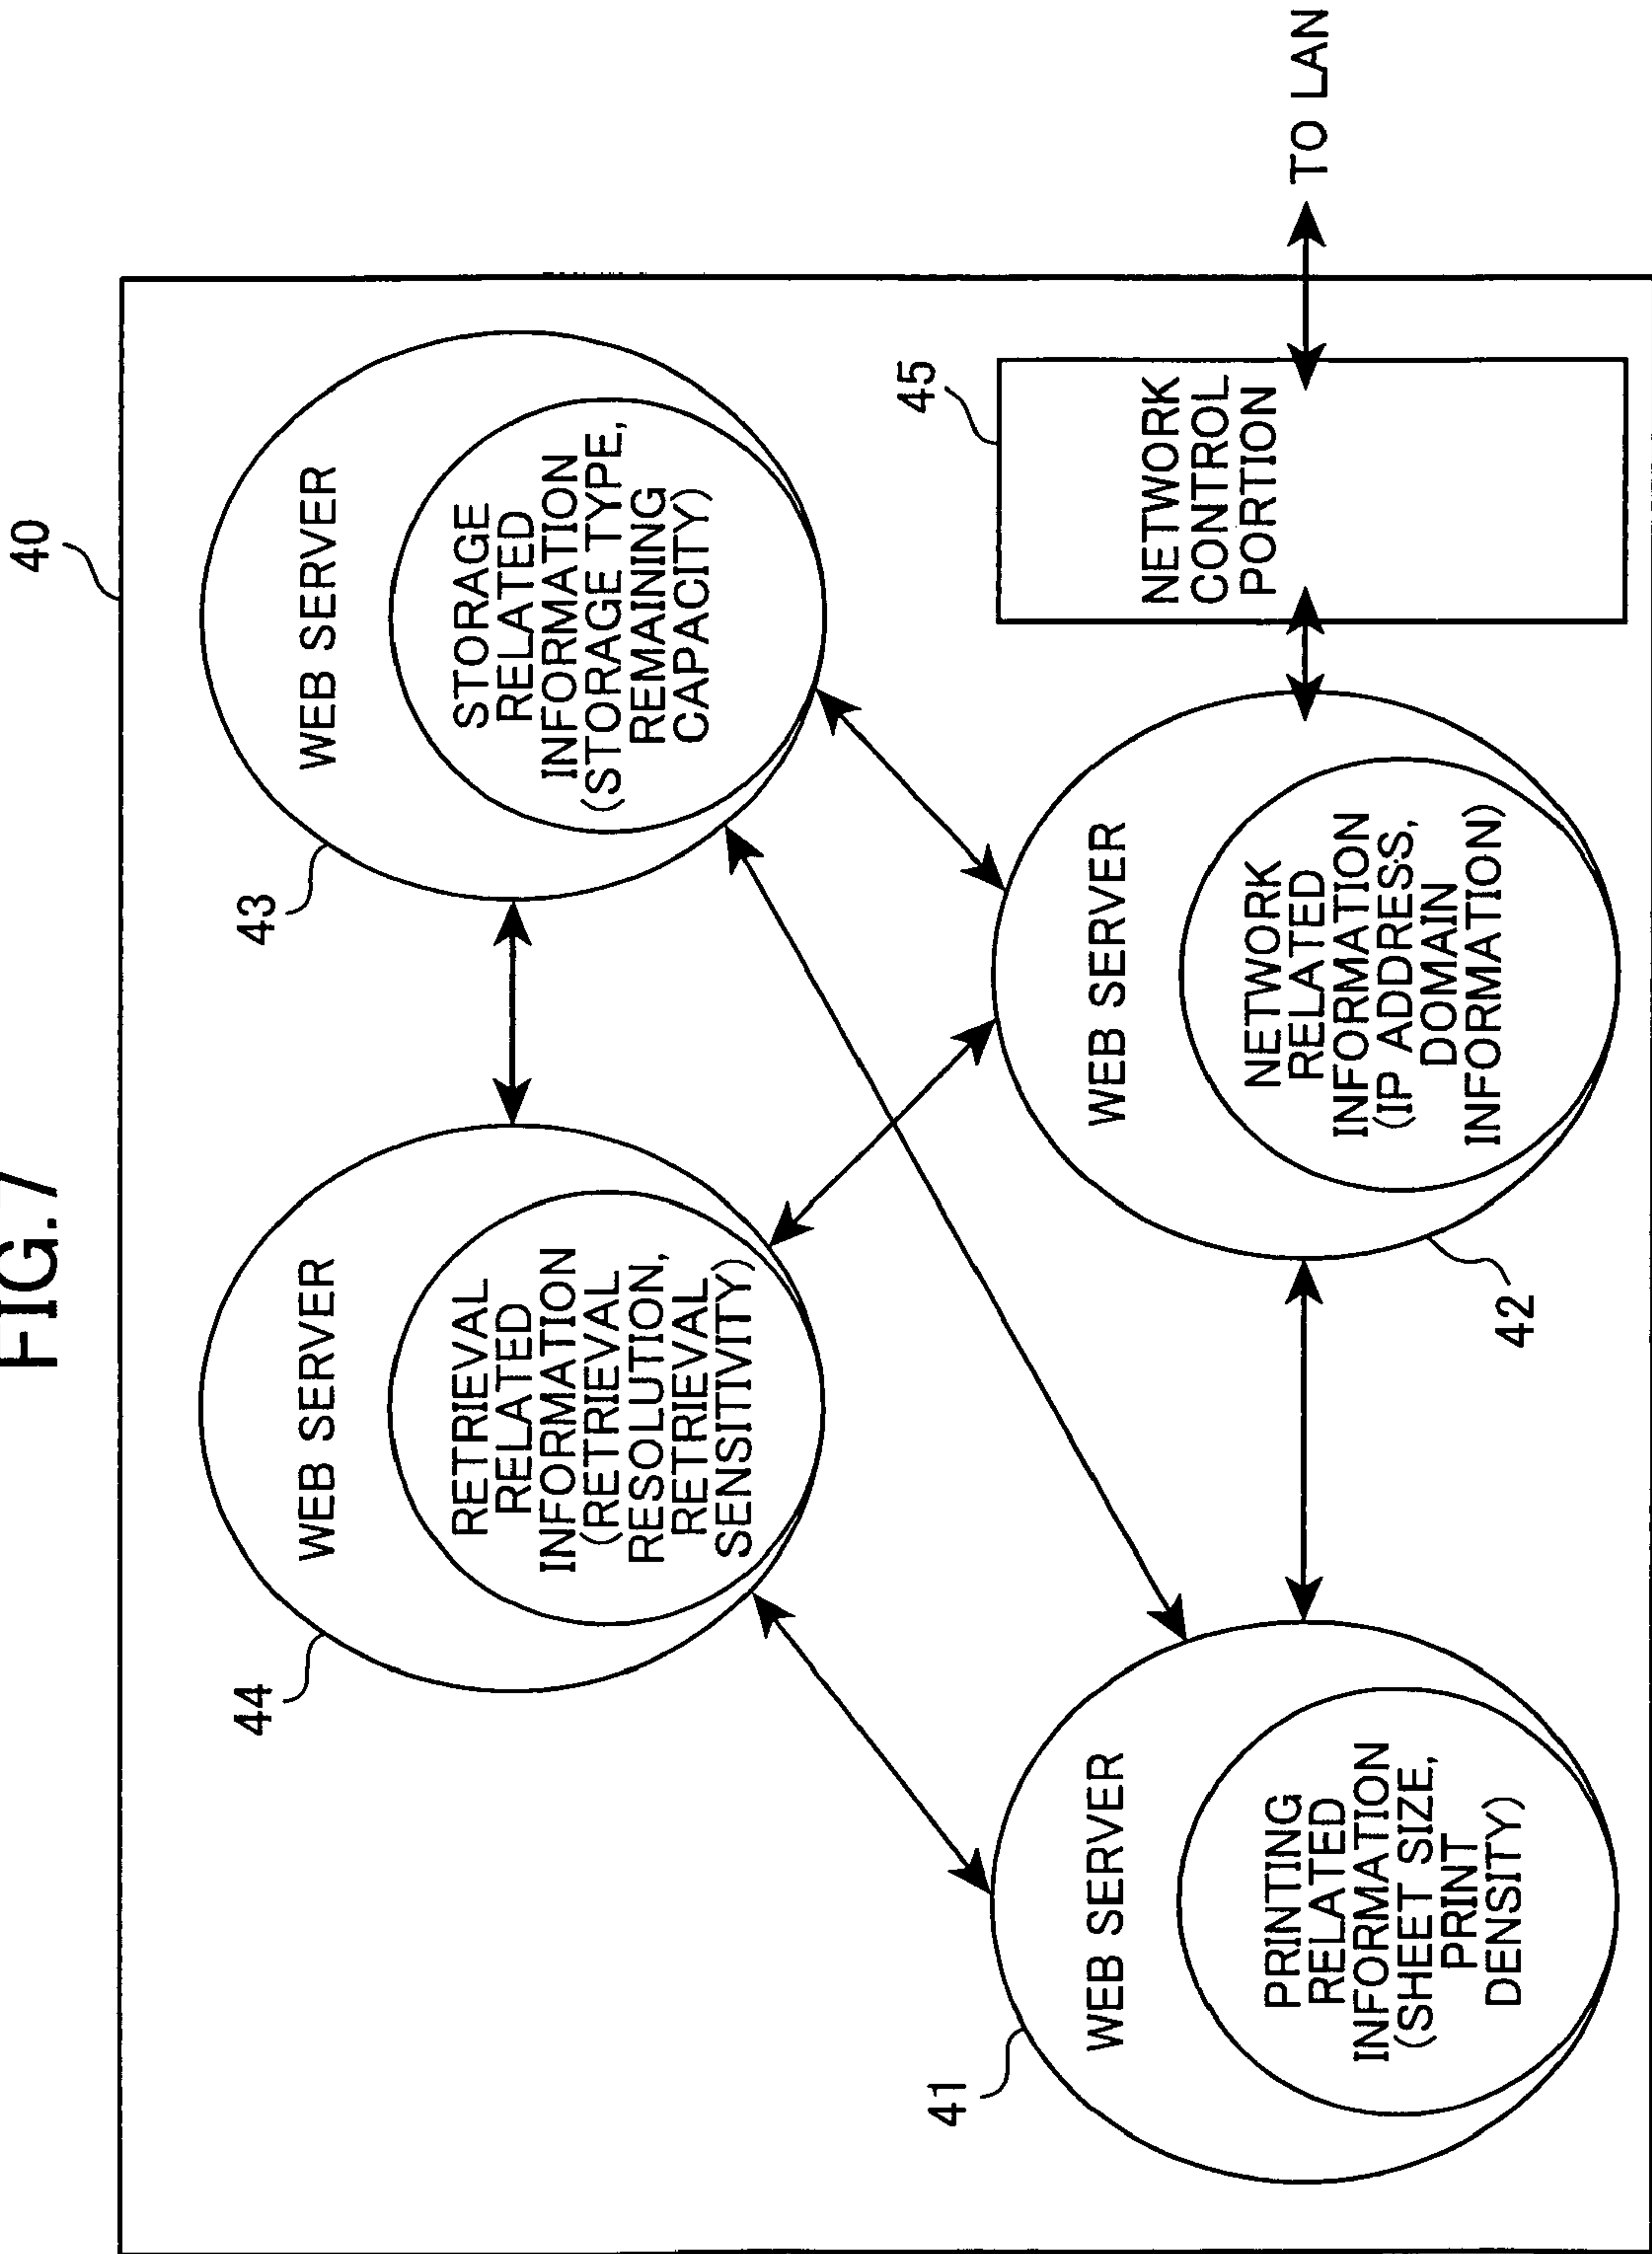 FIG.7
40
44
WEB SERVER
RETRIEVAL
RELATED
INFORMATION
(RETRIEVAL
RESOLUTION,
RETRIEVAL
SENSITIVITY)
43
WEB SERVER
STORAGE
RELATED
INFORMATION
(STORAGE TYPE,
REMAINING
CAPACITY)
41
WEB SERVER
PRINTING
RELATED
INFORMATION
(SHEET SIZE,
PRINT
DENSITY)
42
WEB SERVER
NETWORK
RELATED
INFORMATION
(IP ADDRESS,
DOMAIN
INFORMATION)
45
NETWORK
CONTROL
PORTION
TO LAN